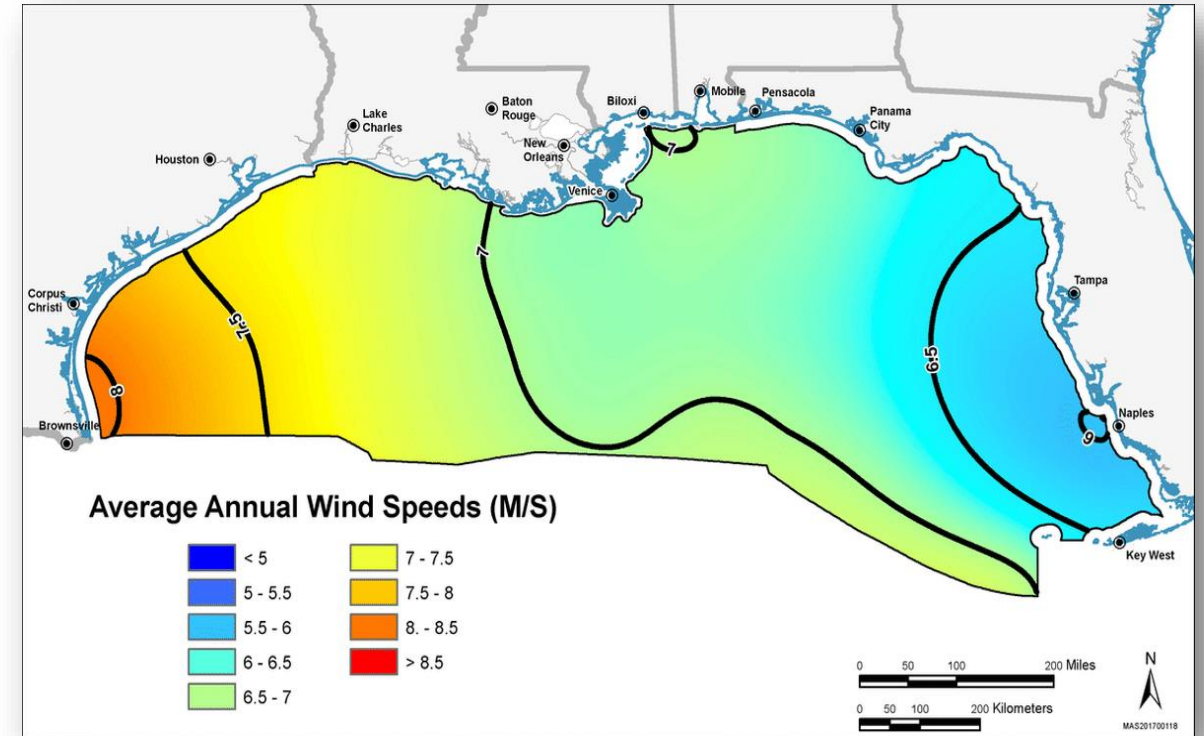 Mobile
Pensacola
Biloxi
Baton
Rouge
Panama
City
Lake
Charles
New
Orleans
7
Houston
Venice
7
Tampa
Corpus
Christi
7.5
6.5
8
Naples
Brownsville
6
Average Annual Wind Speeds (M/S)
Key West
< 5
7 - 7.5
5 - 5.5
7.5 - 8
5.5 - 6
8. - 8.5
6 - 6.5
> 8.5
6.5 - 7
0 50 100 200 Miles
0 50 100 200 Kilometers
N
MAS201700118